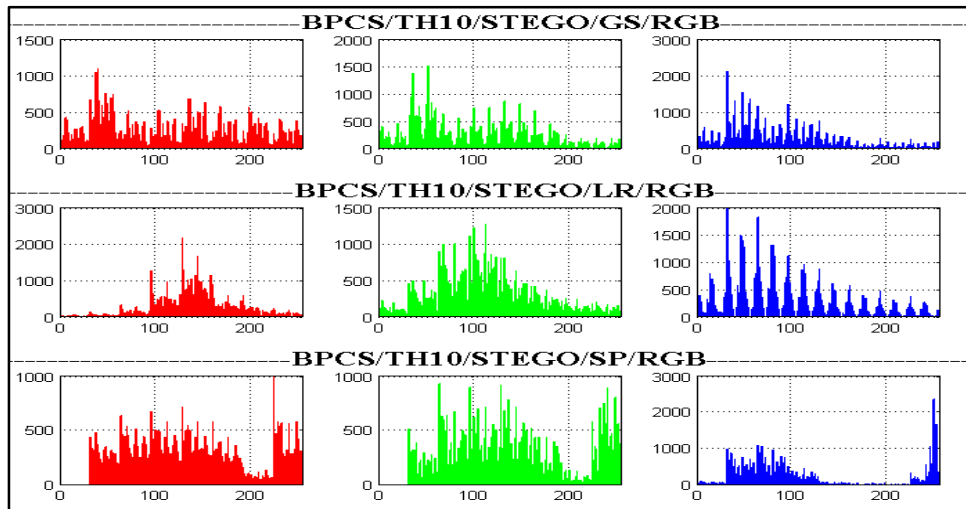 BPCS/TH10/STEGO/GS/RGB
1500 2000 3000
1000 1500 2000
500 1000 1000
0 500 0
0
0 100 200 0 100 200 0 100 200
BPCS/TH10/STEGO/LR/RGB
3000 1500 2000
2000 1000 1500
1000 500 1000
0 0 500
0
0 100 200 0 100 200 0 100 200
BPCS/TH10/STEGO/SP/RGB
1000 1000 3000
500 500 2000
0 0 1000
0
0 100 200 0 100 200 0 100 200